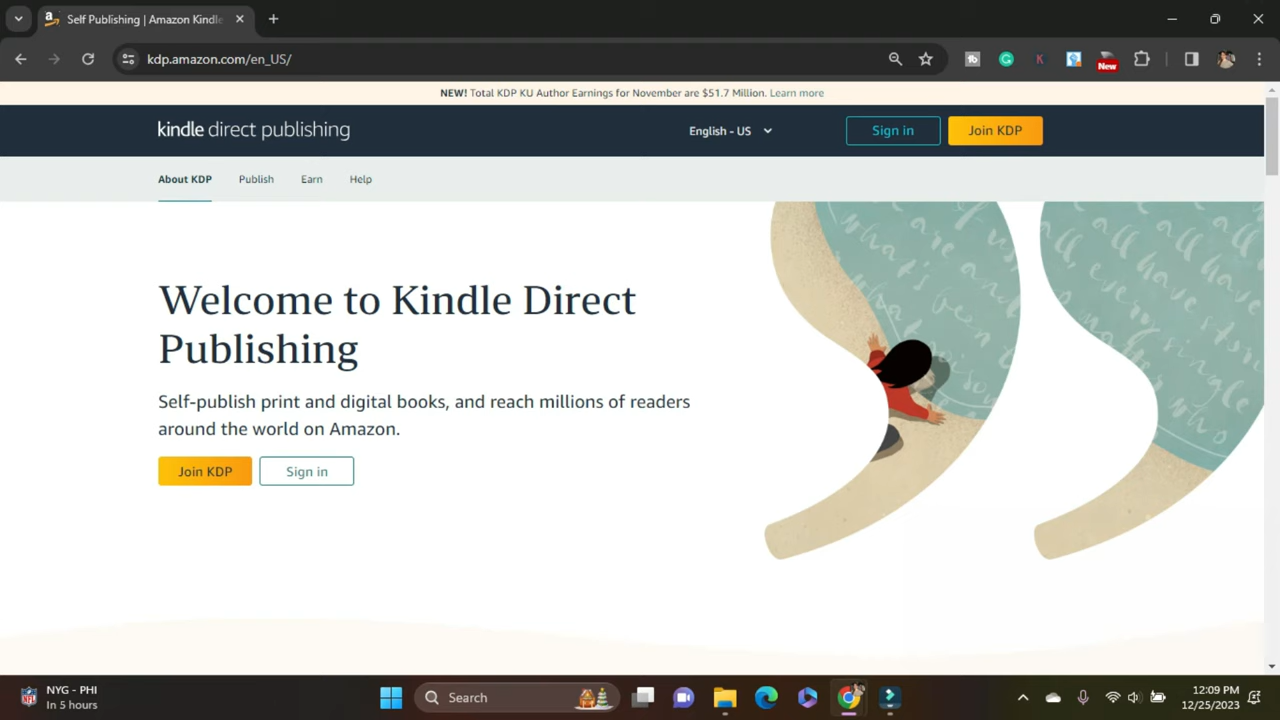 Self Publishing | Amazon Kindle
kdp.amazon.com/en_US/
New
NEW! Total KDP KU Author Earnings for November are $51.7 Million. Learn more
kindle direct publishing
English - US
Sign in
Join KDP
About KDP
Publish
Earn
Help
Welcome to Kindle Direct
Publishing
Self-publish print and digital books, and reach millions of readers
around the world on Amazon.
Join KDP
Sign in
NYG - PHI
In 5 hours
Search
12:09 PM
12/25/2023